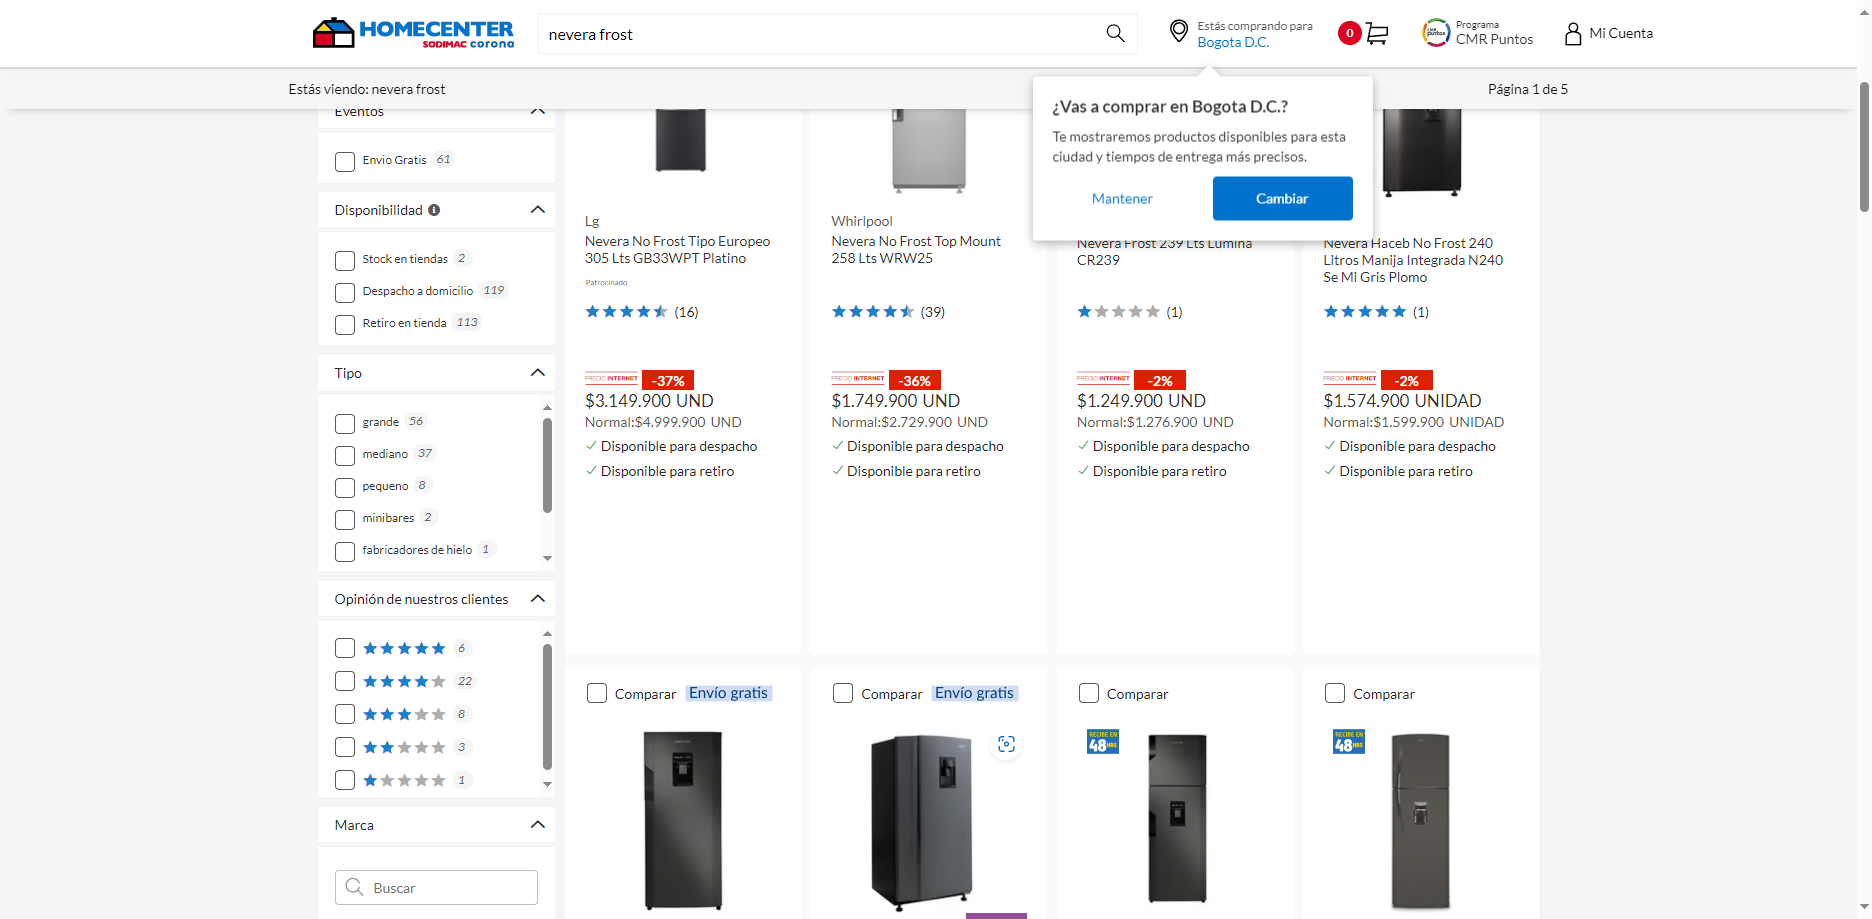 HOMECENTER
SODIMAC corona
nevera frost
Estás comprando para
Bogota D.C.
0
Programa
CMR Puntos
Mi Cuenta
Estás viendo: nevera frost
Página 1 de 5
¿Vas a comprar en Bogota D.C.?
Te mostraremos productos disponibles para esta
ciudad y tiempos de entrega más precisos.
Mantener
Cambiar
Eventos
Envio Gratis 61
Disponibilidad
Stock en tiendas 2
Despacho a domicilio 119
Retiro en tienda 113
Tipo
grande 56
mediano 37
pequeno 8
minibares 2
fabricadores de hielo 1
Opinión de nuestros clientes
6
22
8
3
1
Marca
Buscar
Lg
Nevera No Frost Tipo Europeo
305 Lts GB33WPT Platino
Patrocinado
(16)
PRECIO INTERNET -37%
$3.149.900 UND
Normal:$4.999.900 UND
Disponible para despacho
Disponible para retiro
Whirlpool
Nevera No Frost Top Mount
258 Lts WRW25
(39)
PRECIO INTERNET -36%
$1.749.900 UND
Normal:$2.729.900 UND
Disponible para despacho
Disponible para retiro
Nevera Frost 239 Lts Lumina
CR239
(1)
PRECIO INTERNET -2%
$1.249.900 UND
Normal:$1.276.900 UND
Disponible para despacho
Disponible para retiro
Nevera Haceb No Frost 240
Litros Manija Integrada N240
Se Mi Gris Plomo
(1)
PRECIO INTERNET -2%
$1.574.900 UNIDAD
Normal:$1.599.900 UNIDAD
Disponible para despacho
Disponible para retiro
Comparar Envío gratis
Comparar Envío gratis
Comparar
RECIBE EN
48HRS
Comparar
RECIBE EN
48HRS